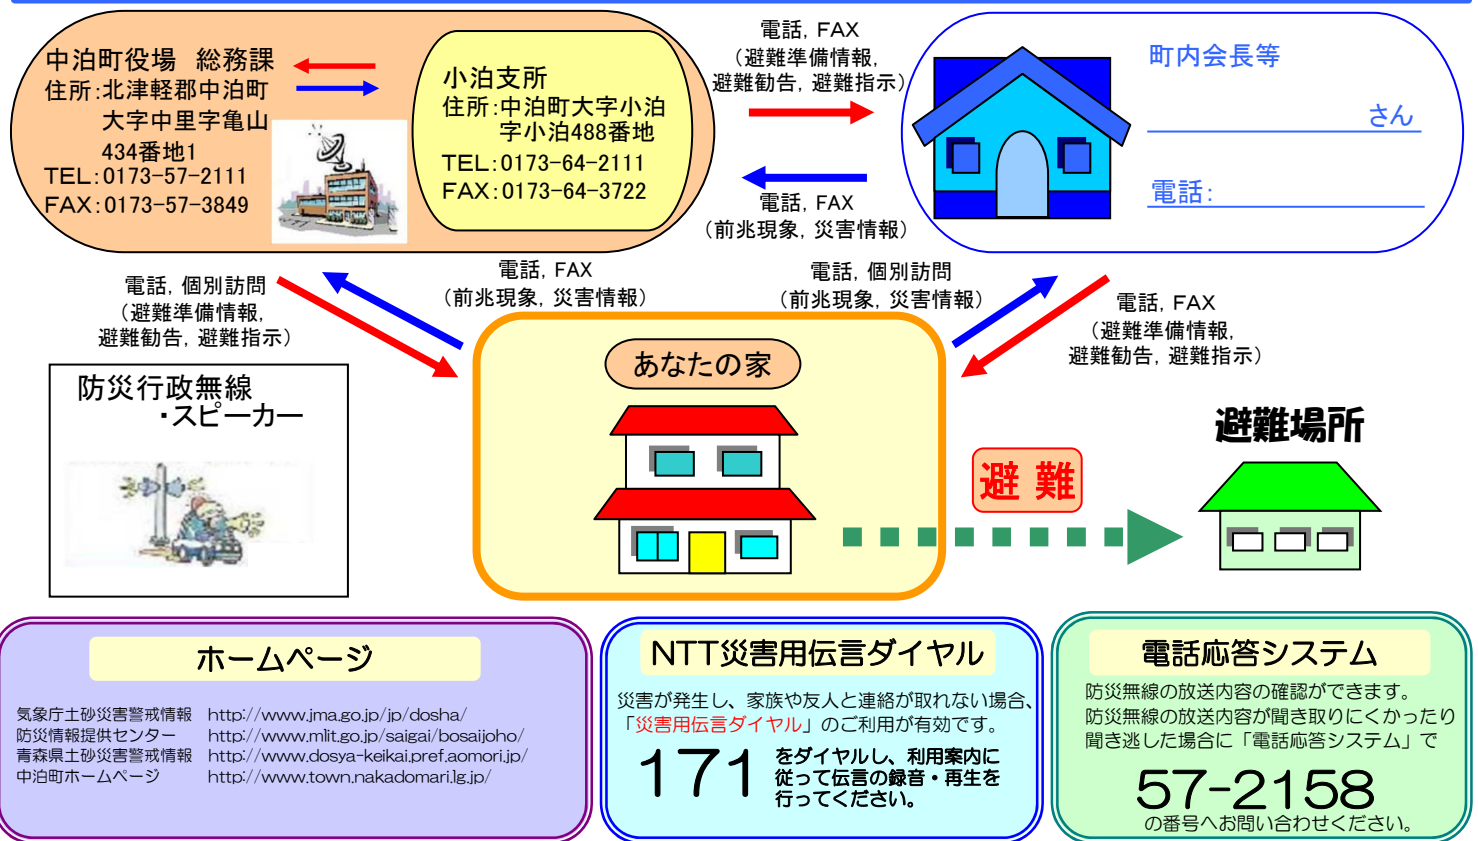 中泊町役場　総務課
住所：北津軽郡中泊町
大字中里字亀山
434番地1
TEL：0173-57-2111
FAX：0173-57-3849
小泊支所
住所：中泊町大字小泊
字小泊488番地
TEL：0173-64-2111
FAX：0173-64-3722
電話, FAX
（避難準備情報,
避難勧告, 避難指示）
電話, FAX
（前兆現象, 災害情報）
町内会長等
さん
電話：
電話, 個別訪問
（避難準備情報,
避難勧告, 避難指示）
電話, FAX
（前兆現象, 災害情報）
電話, 個別訪問
（前兆現象, 災害情報）
電話, FAX
（避難準備情報,
避難勧告, 避難指示）
防災行政無線
・スピーカー
あなたの家
避 難
避難場所
ホームページ
気象庁土砂災害警戒情報　http://www.jma.go.jp/jp/dosha/
防災情報提供センター　http://www.mlit.go.jp/saigai/bosaijoho/
青森県土砂災害警戒情報　http://www.dosya-keikai.pref.aomori.jp/
中泊町ホームページ　http://www.town.nakadomari.lg.jp/
NTT災害用伝言ダイヤル
災害が発生し、家族や友人と連絡が取れない場合、
「災害用伝言ダイヤル」のご利用が有効です。
171
をダイヤルし、利用案内に
従って伝言の録音・再生を
行ってください。
電話応答システム
防災無線の放送内容の確認ができます。
防災無線の放送内容が聞き取りにくかったり
聞き逃した場合に「電話応答システム」で
57-2158
の番号へお問い合わせください。